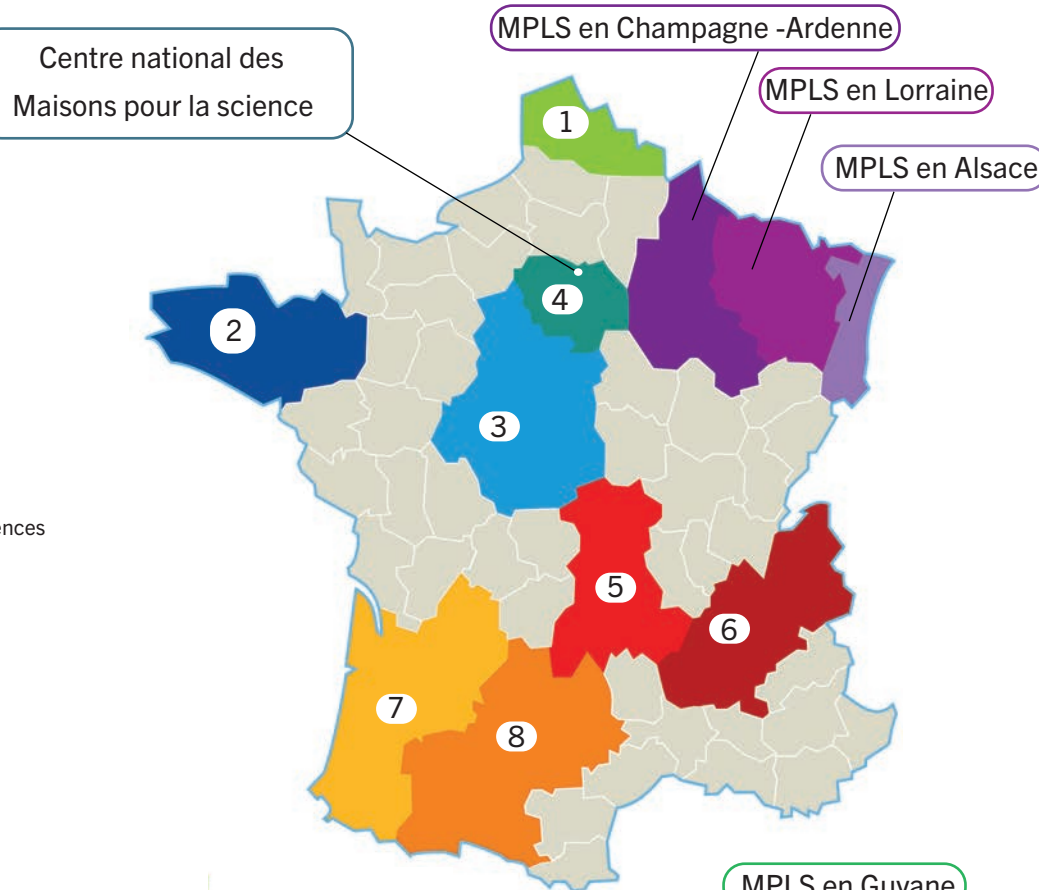 MPLS en Champagne -Ardenne
Centre national des
Maisons pour la science
MPLS en Lorraine
1
MPLS en Alsace
4
2
3
ences
5
6
7
8
MPLS en Guyane